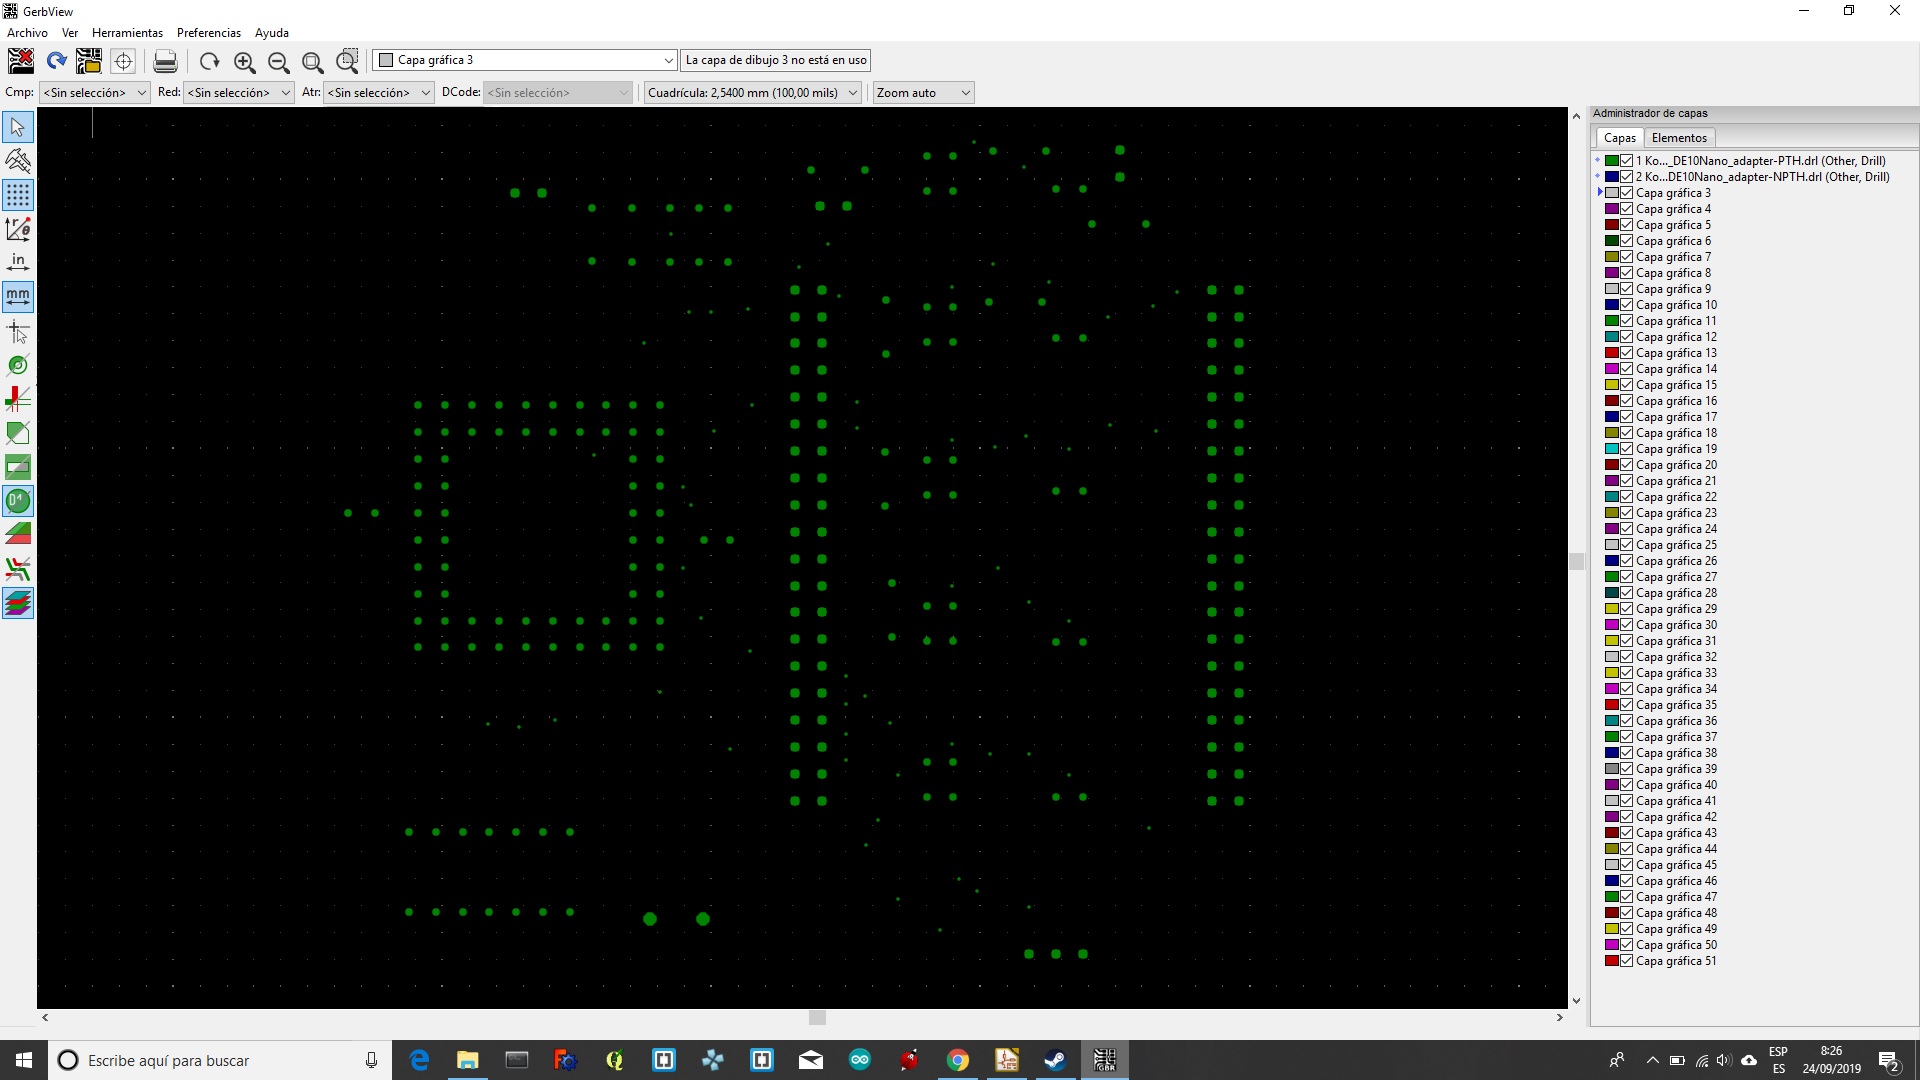 GerbView
Archivo Ver Herramientas Preferencias Ayuda
Capa gráfica 3 La capa de dibujo 3 no está en uso
Cmp: <Sin selección> Red: <Sin selección> Atr: <Sin selección> DCode: <Sin selección> Cuadrícula: 2,5400 mm (100,00 mils) Zoom auto
Administrador de capas
Capas Elementos
1 Ko..._DE10Nano_adapter-PTH.drl (Other, Drill)
2 Ko...DE10Nano_adapter-NPTH.drl (Other, Drill)
Capa gráfica 3
Capa gráfica 4
Capa gráfica 5
Capa gráfica 6
Capa gráfica 7
Capa gráfica 8
Capa gráfica 9
Capa gráfica 10
Capa gráfica 11
Capa gráfica 12
Capa gráfica 13
Capa gráfica 14
Capa gráfica 15
Capa gráfica 16
Capa gráfica 17
Capa gráfica 18
Capa gráfica 19
Capa gráfica 20
Capa gráfica 21
Capa gráfica 22
Capa gráfica 23
Capa gráfica 24
Capa gráfica 25
Capa gráfica 26
Capa gráfica 27
Capa gráfica 28
Capa gráfica 29
Capa gráfica 30
Capa gráfica 31
Capa gráfica 32
Capa gráfica 33
Capa gráfica 34
Capa gráfica 35
Capa gráfica 36
Capa gráfica 37
Capa gráfica 38
Capa gráfica 39
Capa gráfica 40
Capa gráfica 41
Capa gráfica 42
Capa gráfica 43
Capa gráfica 44
Capa gráfica 45
Capa gráfica 46
Capa gráfica 47
Capa gráfica 48
Capa gráfica 49
Capa gráfica 50
Capa gráfica 51
in
mm
Escribe aquí para buscar
ESP
ES
8:26
24/09/2019
2